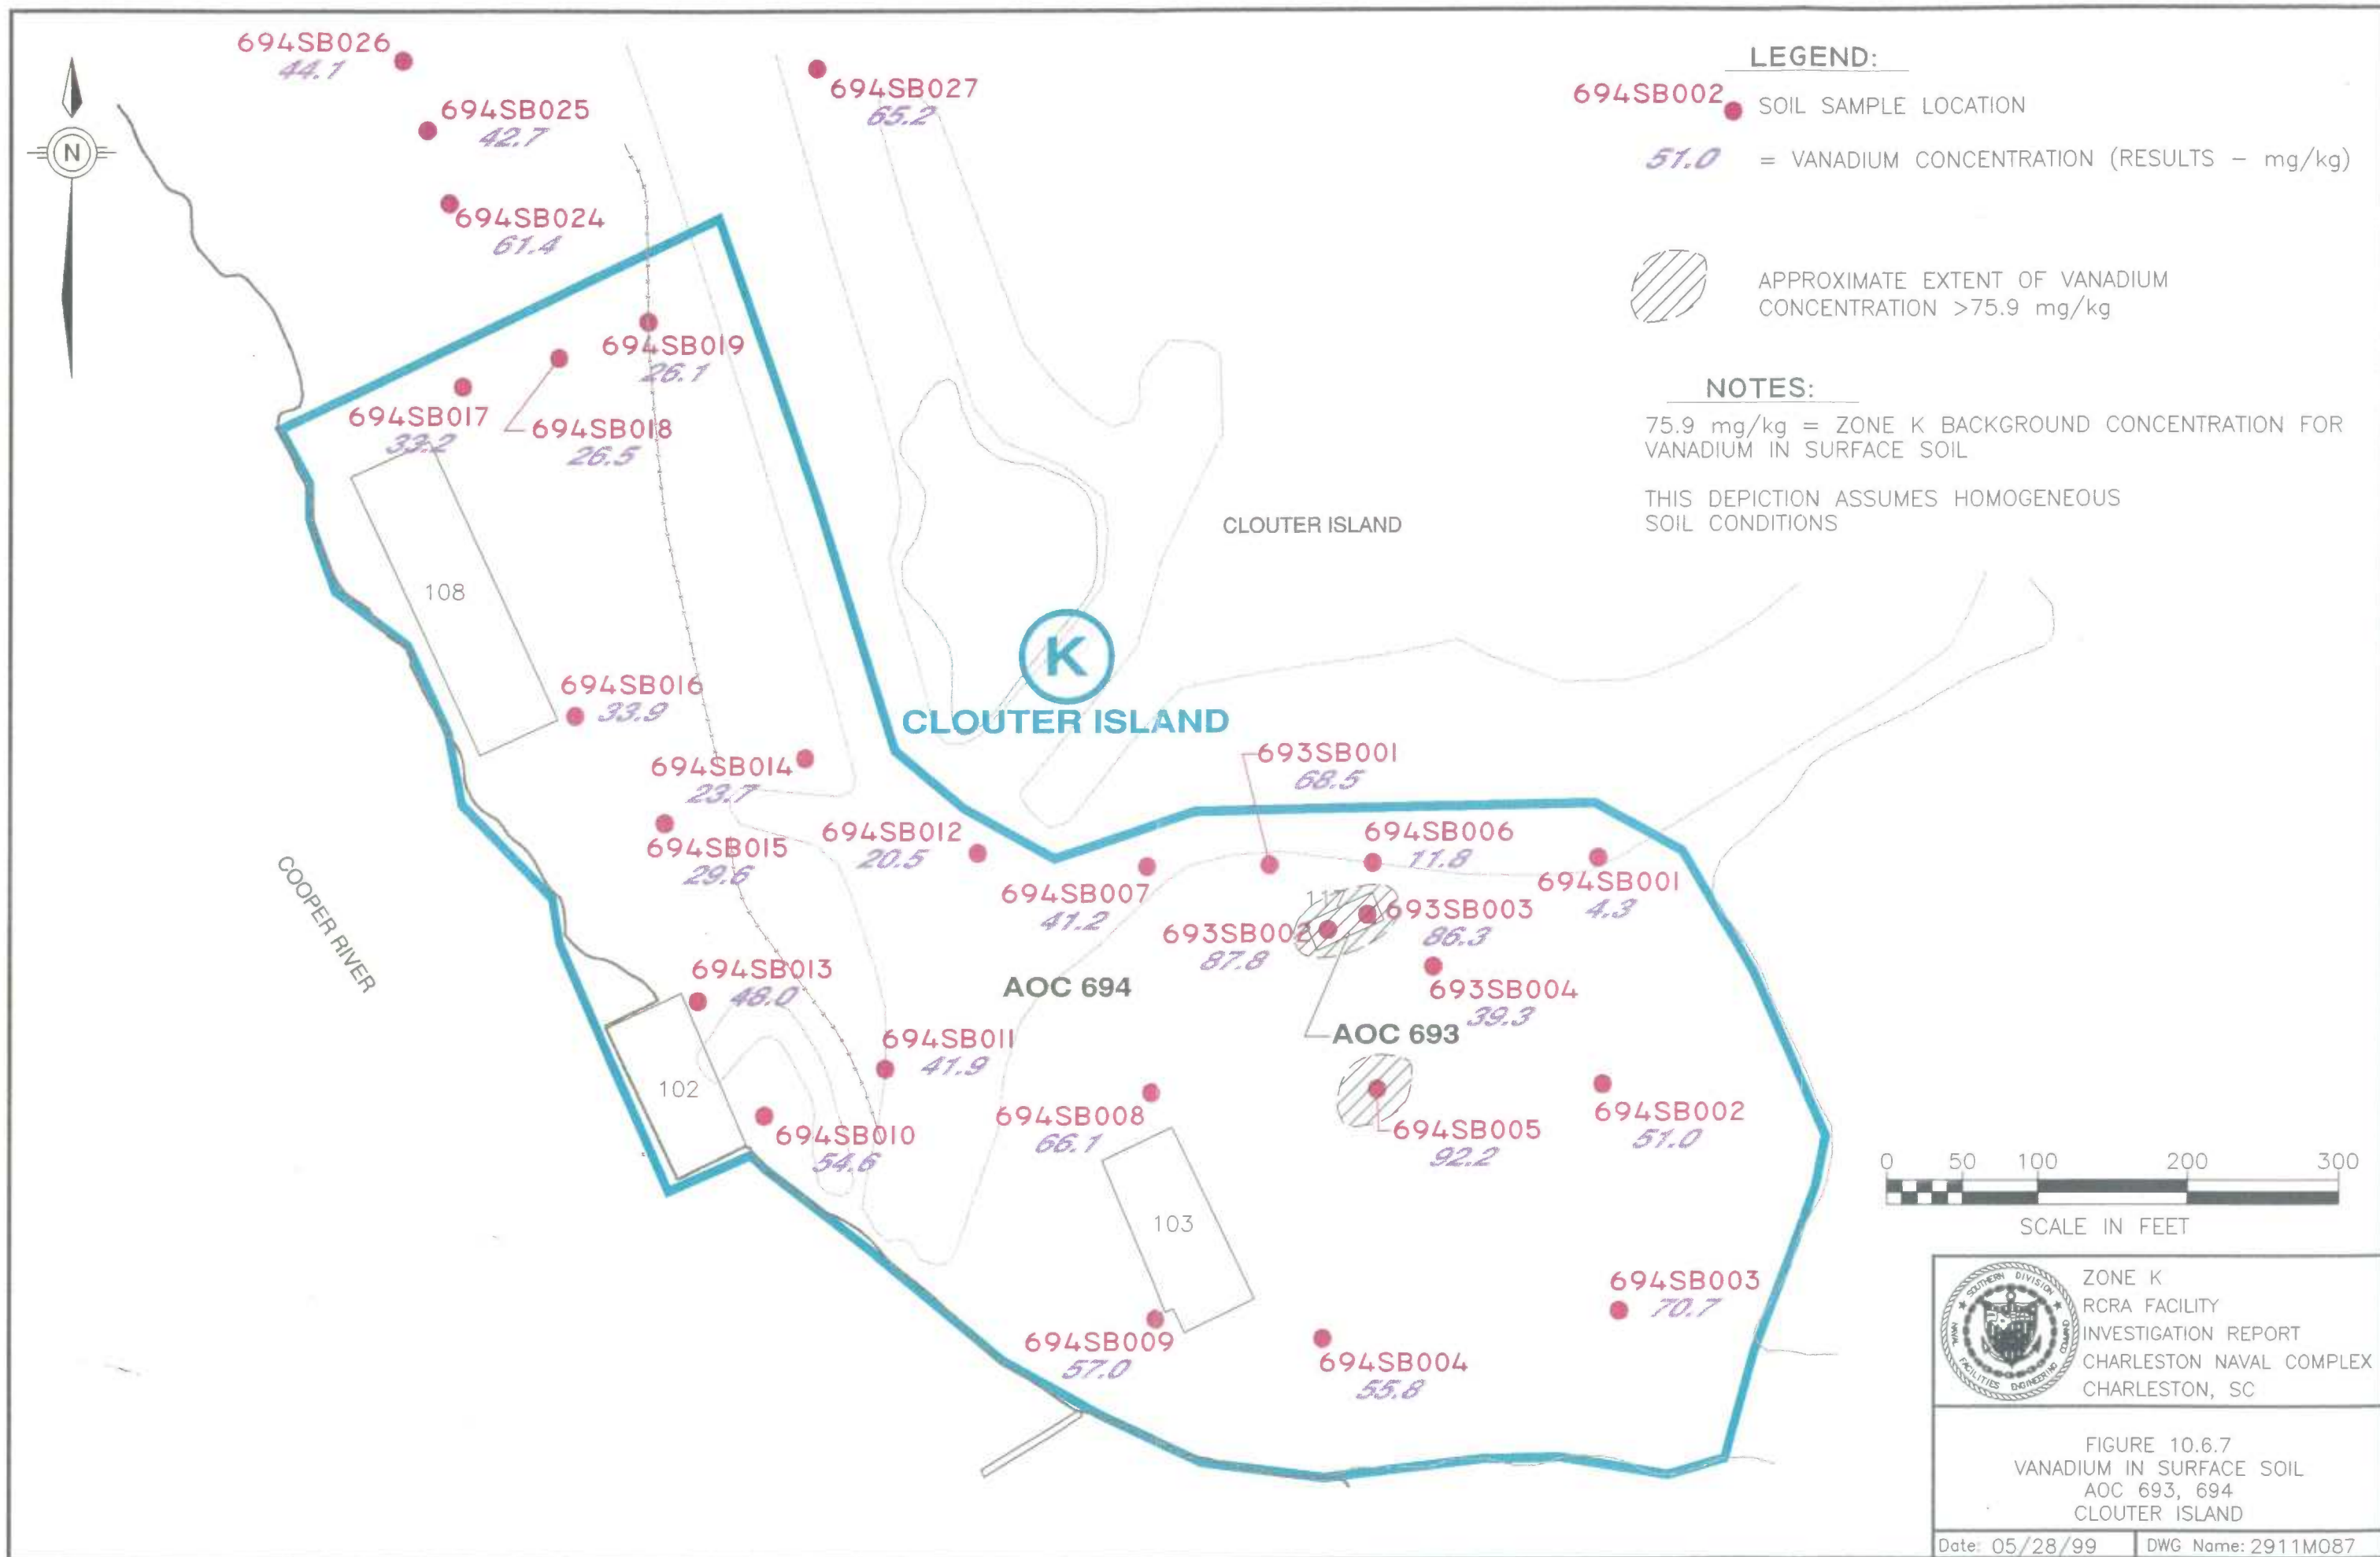 694SB026
44.1
694SB025
42.7
694SB024
61.4
694SB027
65.2
N
LEGEND:
694SB002 SOIL SAMPLE LOCATION
51.0 = VANADIUM CONCENTRATION (RESULTS - mg/kg)
APPROXIMATE EXTENT OF VANADIUM
CONCENTRATION >75.9 mg/kg
NOTES:
75.9 mg/kg = ZONE K BACKGROUND CONCENTRATION FOR
VANADIUM IN SURFACE SOIL
THIS DEPICTION ASSUMES HOMOGENEOUS
SOIL CONDITIONS
694SB019
26.1
694SB017
33.2
694SB018
26.5
CLOUTER ISLAND
108
K
CLOUTER ISLAND
694SB016
33.9
694SB014
23.7
694SB015
29.6
694SB012
20.5
693SB001
68.5
694SB006
11.8
694SB001
4.3
694SB007
41.2
117
693SB002
87.8
693SB003
86.3
693SB004
39.3
COOPER RIVER
694SB013
48.0
AOC 694
AOC 693
694SB011
41.9
102
694SB010
54.6
694SB008
66.1
694SB005
92.2
694SB002
51.0
103
694SB009
57.0
694SB004
55.8
694SB003
70.7
0 50 100 200 300
SCALE IN FEET
SOUTHERN DIVISION
NAVAL FACILITIES ENGINEERING COMMAND
ZONE K
RCRA FACILITY
INVESTIGATION REPORT
CHARLESTON NAVAL COMPLEX
CHARLESTON, SC
FIGURE 10.6.7
VANADIUM IN SURFACE SOIL
AOC 693, 694
CLOUTER ISLAND
Date: 05/28/99 DWG Name: 2911M087